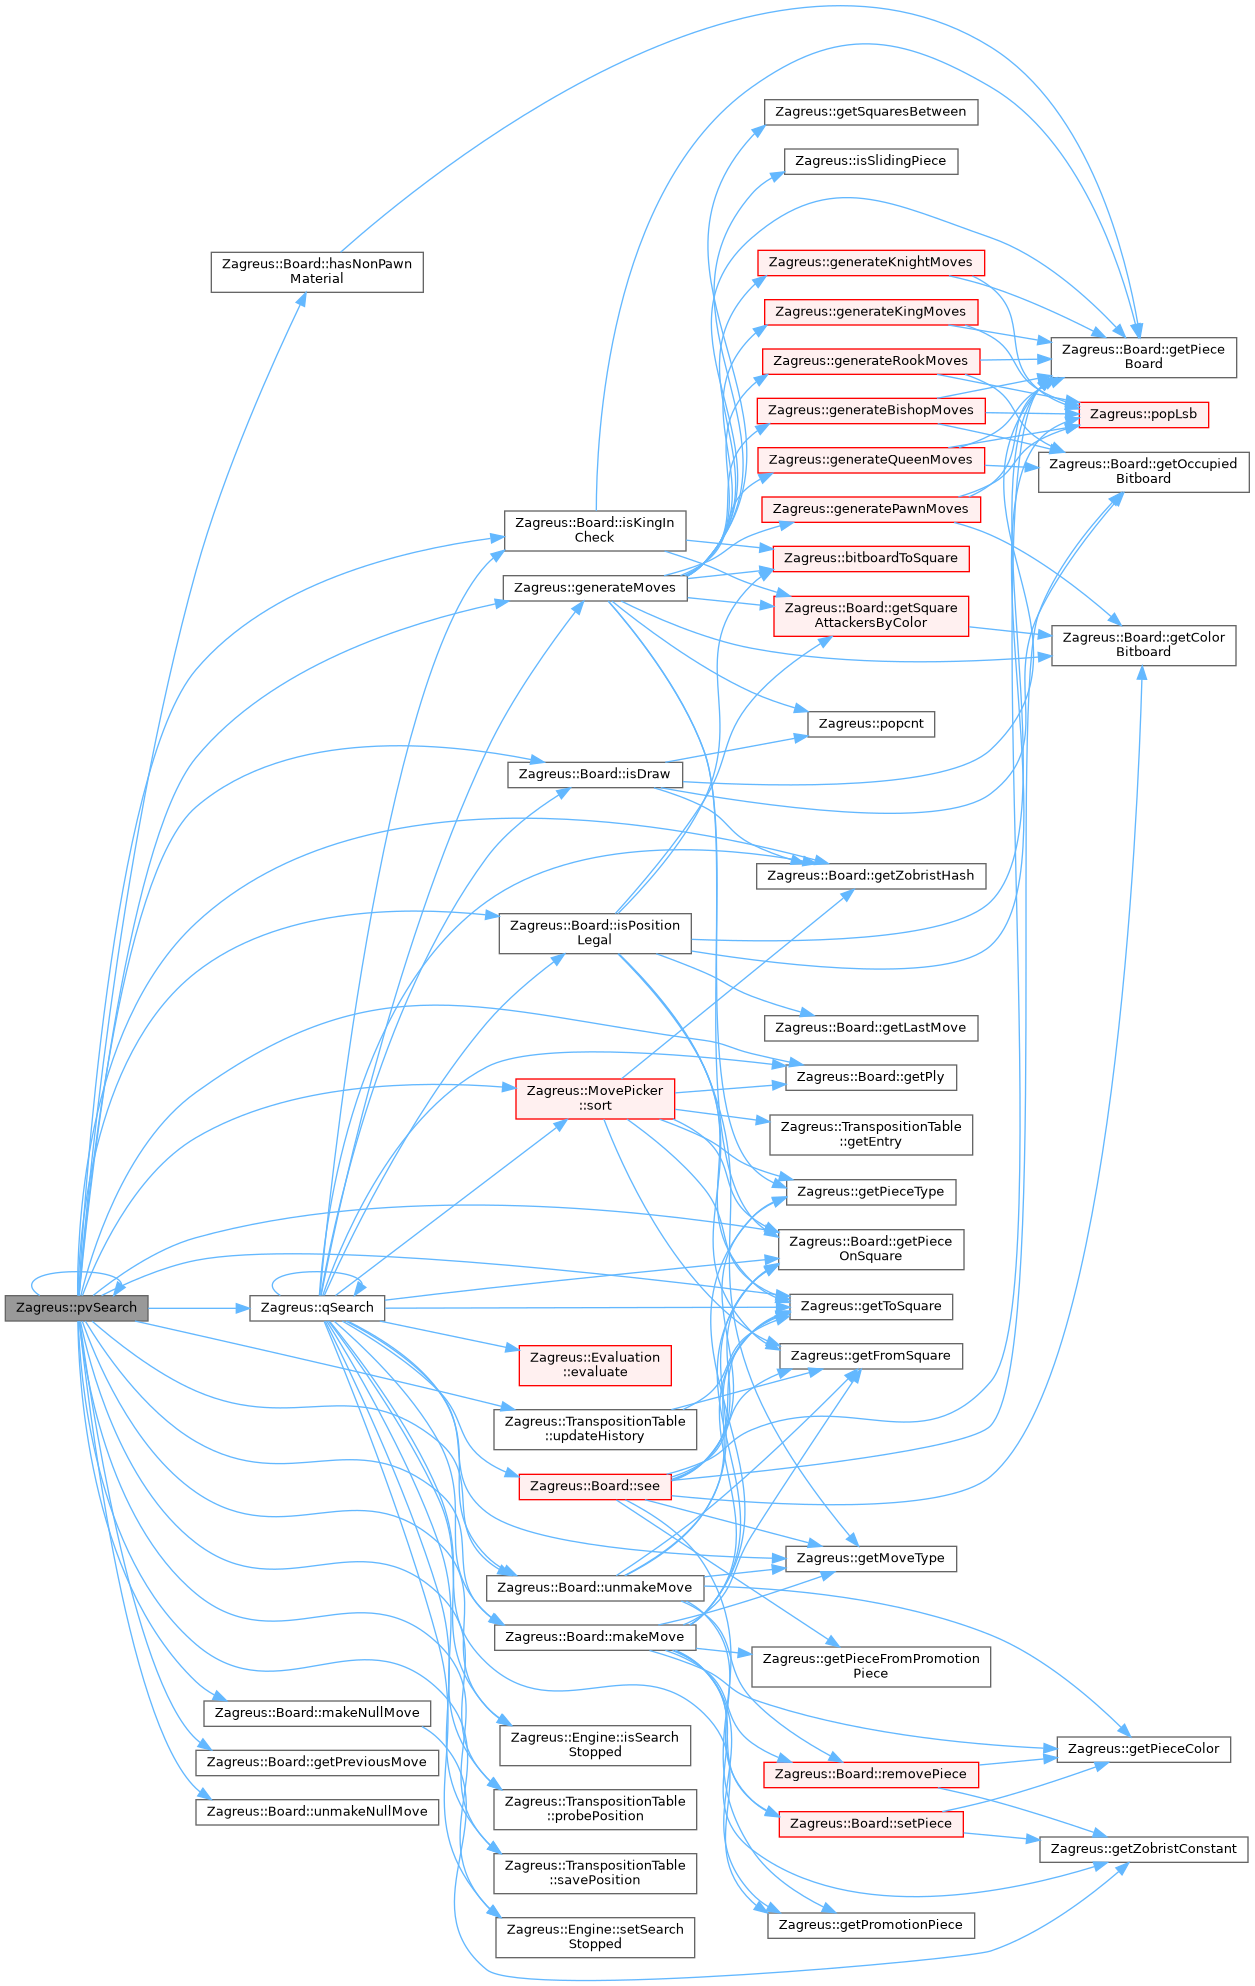 Zagreus::getSquaresBetween
Zagreus::isSlidingPiece
Zagreus::Board::hasNonPawn
Material
Zagreus::generateKnightMoves
Zagreus::generateKingMoves
Zagreus::generateRookMoves
Zagreus::Board::getPiece
Board
Zagreus::generateBishopMoves
Zagreus::popLsb
Zagreus::generateQueenMoves
Zagreus::Board::getOccupied
Bitboard
Zagreus::generatePawnMoves
Zagreus::Board::isKingIn
Check
Zagreus::bitboardToSquare
Zagreus::generateMoves
Zagreus::Board::getSquare
AttackersByColor
Zagreus::Board::getColor
Bitboard
Zagreus::popcnt
Zagreus::Board::isDraw
Zagreus::Board::getZobristHash
Zagreus::Board::isPosition
Legal
Zagreus::Board::getLastMove
Zagreus::Board::getPly
Zagreus::MovePicker
::sort
Zagreus::TranspositionTable
::getEntry
Zagreus::getPieceType
Zagreus::Board::getPiece
OnSquare
Zagreus::pvSearch
Zagreus::qSearch
Zagreus::getToSquare
Zagreus::Evaluation
::evaluate
Zagreus::getFromSquare
Zagreus::TranspositionTable
::updateHistory
Zagreus::Board::see
Zagreus::getMoveType
Zagreus::Board::unmakeMove
Zagreus::Board::makeMove
Zagreus::getPieceFromPromotion
Piece
Zagreus::Board::makeNullMove
Zagreus::Engine::isSearch
Stopped
Zagreus::getPieceColor
Zagreus::Board::getPreviousMove
Zagreus::Board::removePiece
Zagreus::Board::unmakeNullMove
Zagreus::TranspositionTable
::probePosition
Zagreus::Board::setPiece
Zagreus::getZobristConstant
Zagreus::TranspositionTable
::savePosition
Zagreus::getPromotionPiece
Zagreus::Engine::setSearch
Stopped